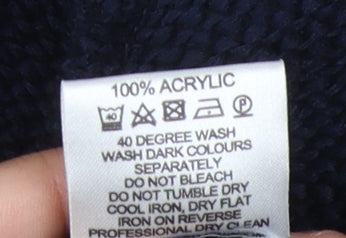 100% ACRYLIC
40
P
40 DEGREE WASH
WASH DARK COLOURS
SEPARATELY
DO NOT BLEACH
DO NOT TUMBLE DRY
COOL IRON, DRY FLAT
IRON ON REVERSE
PROFESSIONAL DRY CLEAN